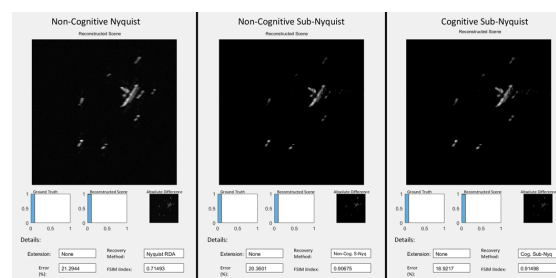 Non-Cognitive Nyquist
Reconstructed Scene
Ground Truth
Reconstructed Scene
Absolute Difference
1
0.5
0
0 0.5 1
1
0.5
0
0 0.5 1
Details:
Extension: None
Recovery Method: Nyquist RDA
Error (%): 21.2944
FSIM IIndex: 0.71493
Non-Cognitive Sub-Nyquist
Reconstructed Scene
Ground Truth
Reconstructed Scene
Absolute Difference
1
0.5
0
0 0.5 1
1
0.5
0
0 0.5 1
Details:
Extension: None
Recovery Method: Non-Cog. S-Nyq
Error (%): 20.3601
FSIM IIndex: 0.90675
Cognitive Sub-Nyquist
Reconstructed Scene
Ground Truth
Reconstructed Scene
Absolute Difference
1
0.5
0
0 0.5 1
1
0.5
0
0 0.5 1
Details:
Extension: None
Recovery Method: Cog. Sub-Nyq
Error (%): 18.9217
FSIM IIndex: 0.91498